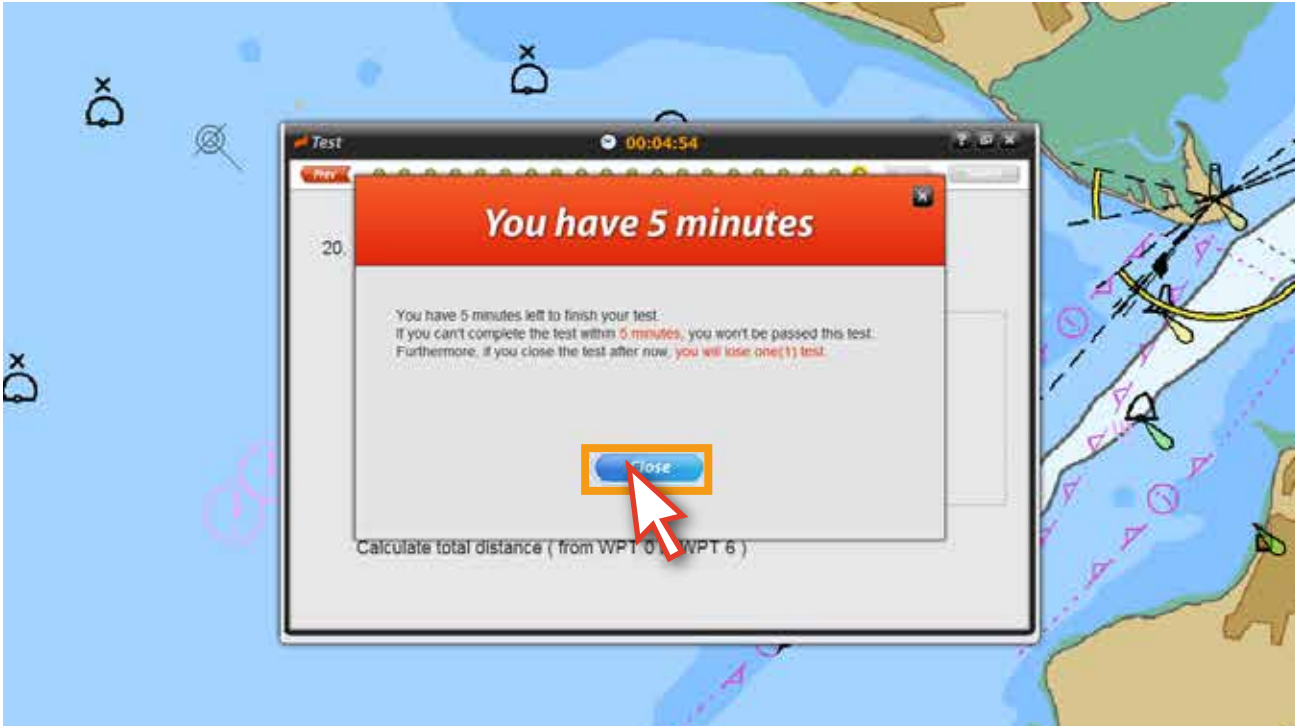 Test
00:04:54
Prev
You have 5 minutes
20.
You have 5 minutes left to finish your test.
If you can't complete the test within 5 minutes, you won't be passed this test.
Furthermore, if you close the test after now, you will lose one(1) test.
Close
Calculate total distance ( from WPT 0 WPT 6 )